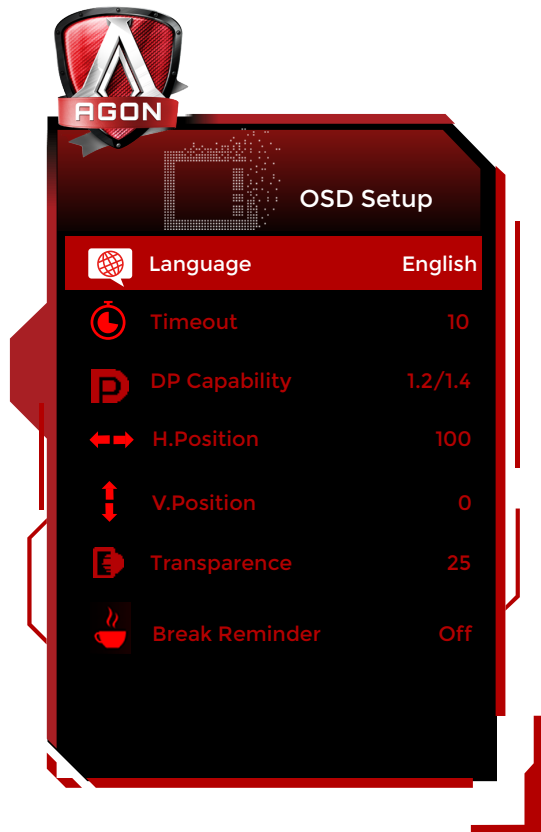 AGON
OSD Setup
Language English
Timeout 10
DP Capability 1.2/1.4
H.Position 100
V.Position 0
Transparence 25
Break Reminder Off